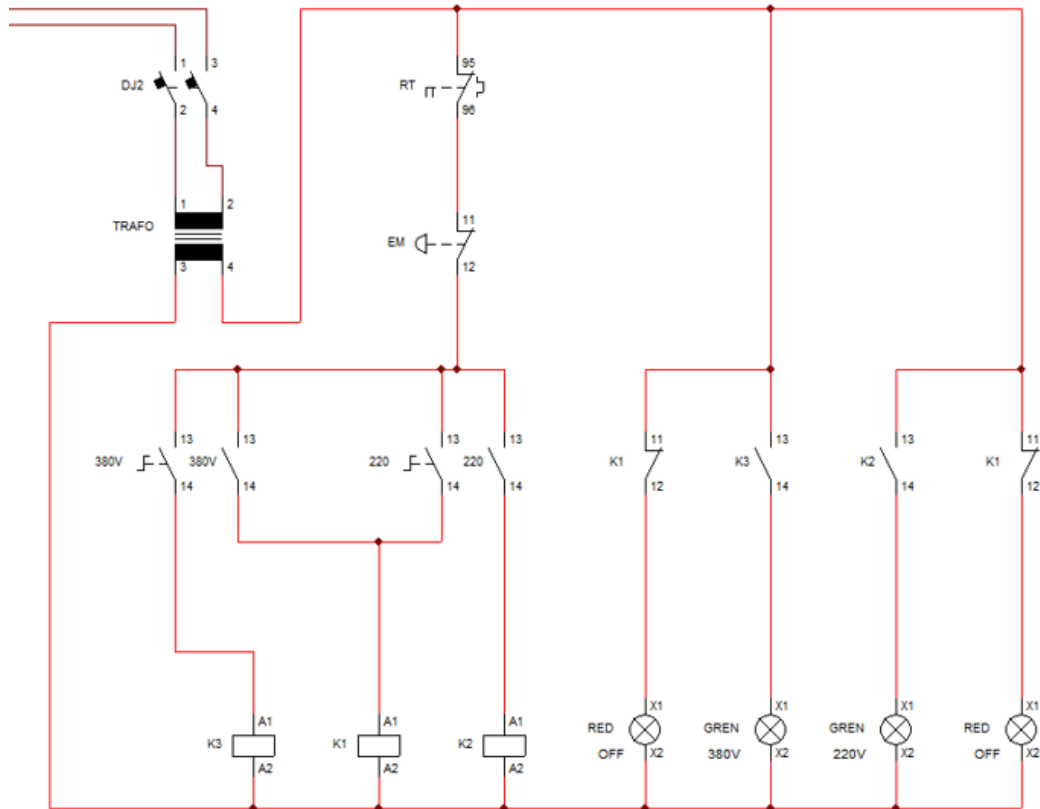 1 3
DJ2
2 4
1 2
TRAFO
3 4
95
RT
96
11
EM
12
13 13 13 13
380V 380V 220 220
14 14 14 14
11 13 13 11
K1 K3 K2 K1
12 14 14 12
A1 A1 A1
K3 K1 K2
A2 A2 A2
X1 X1 X1 X1
RED GREN GREN RED
OFF 380V 220V OFF
X2 X2 X2 X2